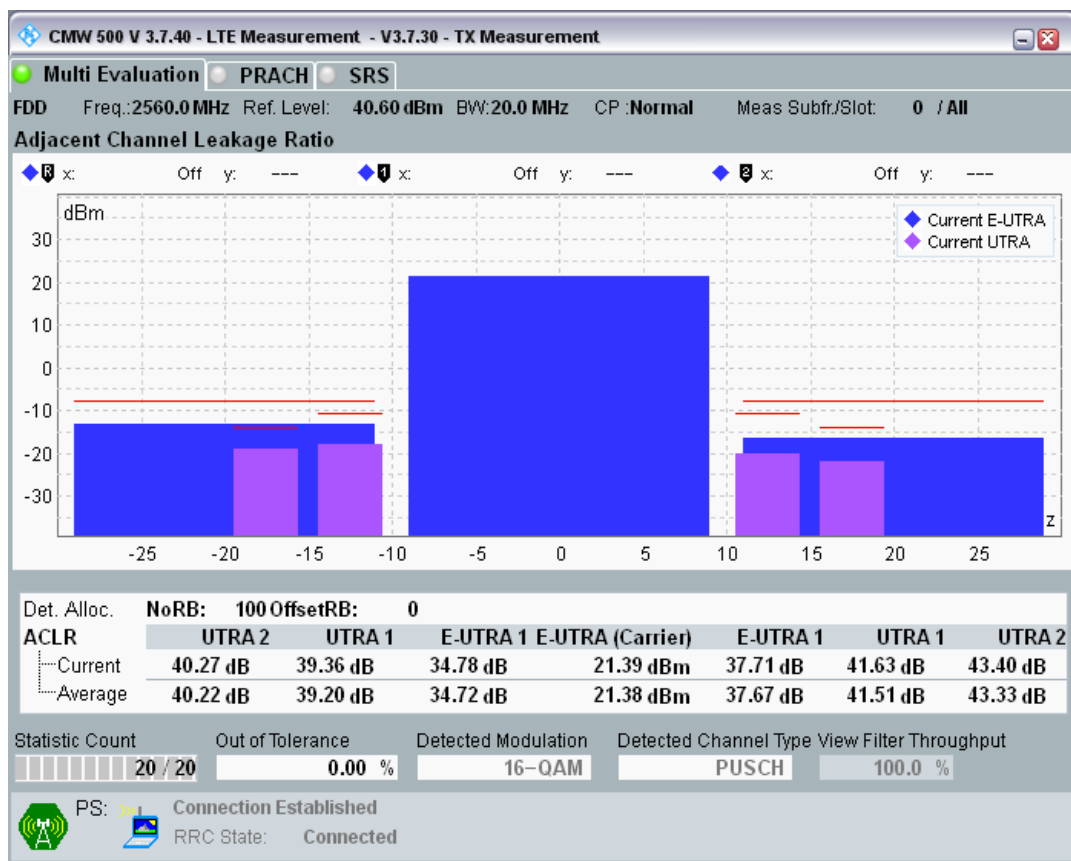 CMW 500 V 3.7.40 - LTE Measurement - V3.7.30 - TX Measurement
Multi Evaluation PRACH SRS
FDD Freq.:2560.0 MHz Ref. Level: 40.60 dBm BW:20.0 MHz CP :Normal Meas Subfr./Slot: 0 / All
Adjacent Channel Leakage Ratio
R x: Off y: --- 1 x: Off y: --- 2 x: Off y: ---
dBm
Current E-UTRA
Current UTRA
30
20
10
0
-10
-20
-30
z
-25 -20 -15 -10 -5 0 5 10 15 20 25
Det. Alloc. NoRB: 100 OffsetRB: 0
ACLR UTRA 2 UTRA 1 E-UTRA 1 E-UTRA (Carrier) E-UTRA 1 UTRA 1 UTRA 2
Current 40.27 dB 39.36 dB 34.78 dB 21.39 dBm 37.71 dB 41.63 dB 43.40 dB
Average 40.22 dB 39.20 dB 34.72 dB 21.38 dBm 37.67 dB 41.51 dB 43.33 dB
Statistic Count Out of Tolerance Detected Modulation Detected Channel Type View Filter Throughput
20 / 20 0.00 % 16-QAM PUSCH 100.0 %
PS: Connection Established
RRC State: Connected